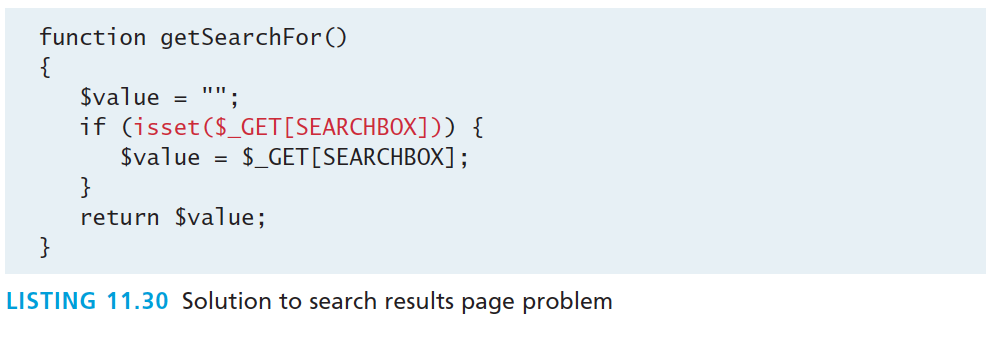 function getSearchFor()
{
   $value = "";
   if (isset($_GET[SEARCHBOX])) {
      $value = $_GET[SEARCHBOX];
   }
   return $value;
}
LISTING 11.30 Solution to search results page problem